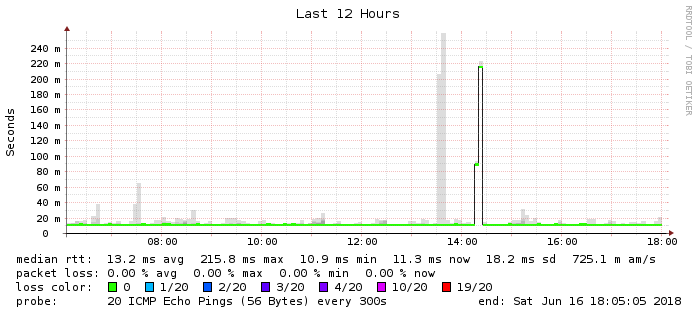 Last 12 Hours
RRDTOOL / TOBI OETIKER
Seconds
240 m
220 m
200 m
180 m
160 m
140 m
120 m
100 m
80 m
60 m
40 m
20 m
0
08:00 10:00 12:00 14:00 16:00 18:00
median rtt: 13.2 ms avg 215.8 ms max 10.9 ms min 11.3 ms now 18.2 ms sd 725.1 m am/s
packet loss: 0.00 % avg 0.00 % max 0.00 % min 0.00 % now
loss color: 0 1/20 2/20 3/20 4/20 10/20 19/20
probe: 20 ICMP Echo Pings (56 Bytes) every 300s end: Sat Jun 16 18:05:05 2018